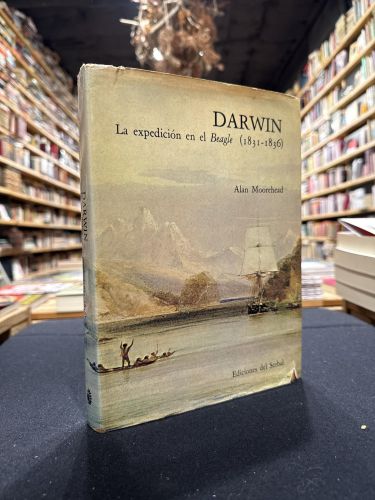 DARWIN
La expedición en el Beagle (1831-1836)
Alan Moorehead
Ediciones del Serbal
DARWIN